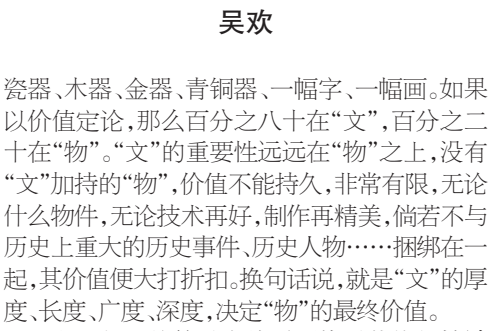 吴欢
瓷器、木器、金器、青铜器、一幅字、一幅画。如果
以价值定论，那么百分之八十在“文”，百分之二
十在“物”。“文”的重要性远远在“物”之上，没有
“文”加持的“物”，价值不能持久，非常有限，无论
什么物件，无论技术再好，制作再精美，倘若不与
历史上重大的历史事件、历史人物……捆绑在一
起，其价值便大打折扣。换句话说，就是“文”的厚
度、长度、广度、深度，决定“物”的最终价值。